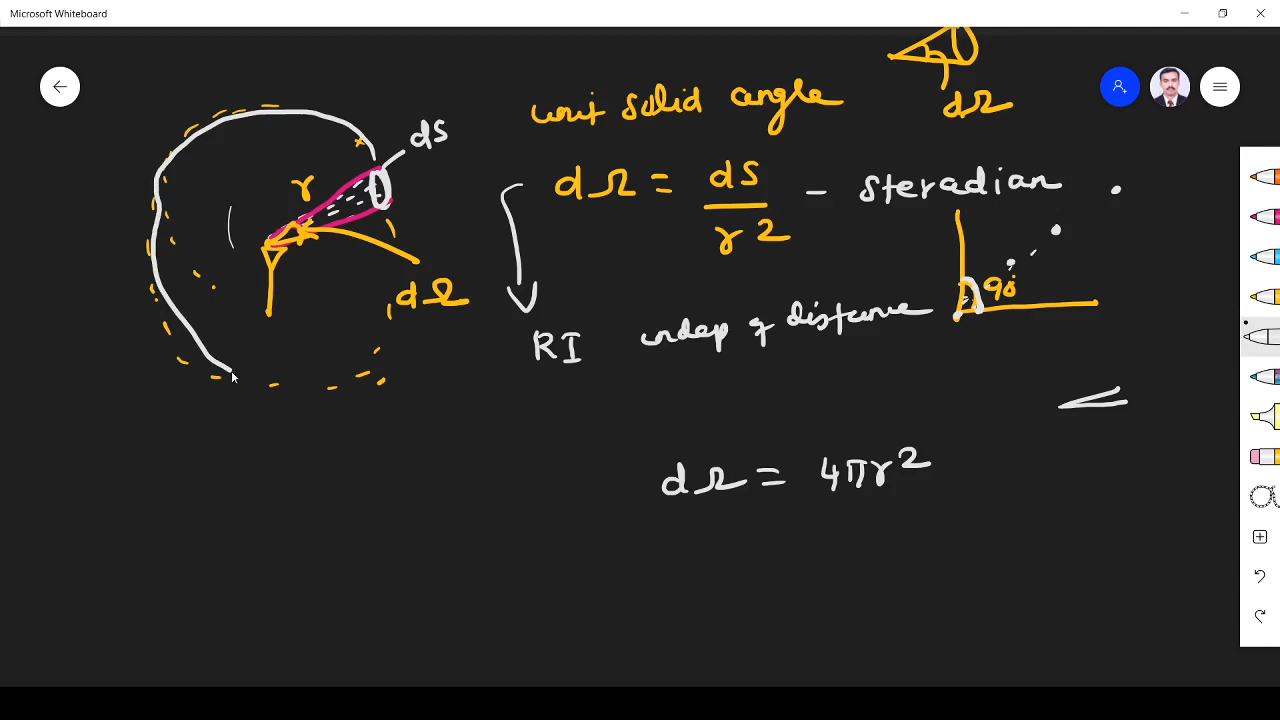 Microsoft Whiteboard
unit solid angle
dΩ
dS
r
dΩ = dS / r2 - steradian
90°
dΩ
RI indep of distance
dΩ = 4πr2